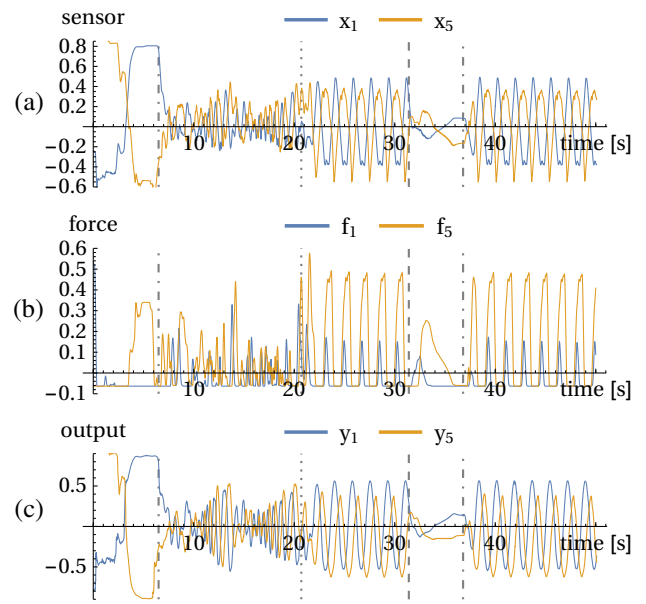 sensor
x1 x5
(a)
0.8
0.6
0.4
0.2
-0.2
-0.4
-0.6
10 20 30 40
time [s]
force
f1 f5
(b)
0.6
0.5
0.4
0.3
0.2
0.1
-0.1
10 20 30 40
time [s]
output
y1 y5
(c)
0.5
-0.5
10 20 30 40
time [s]